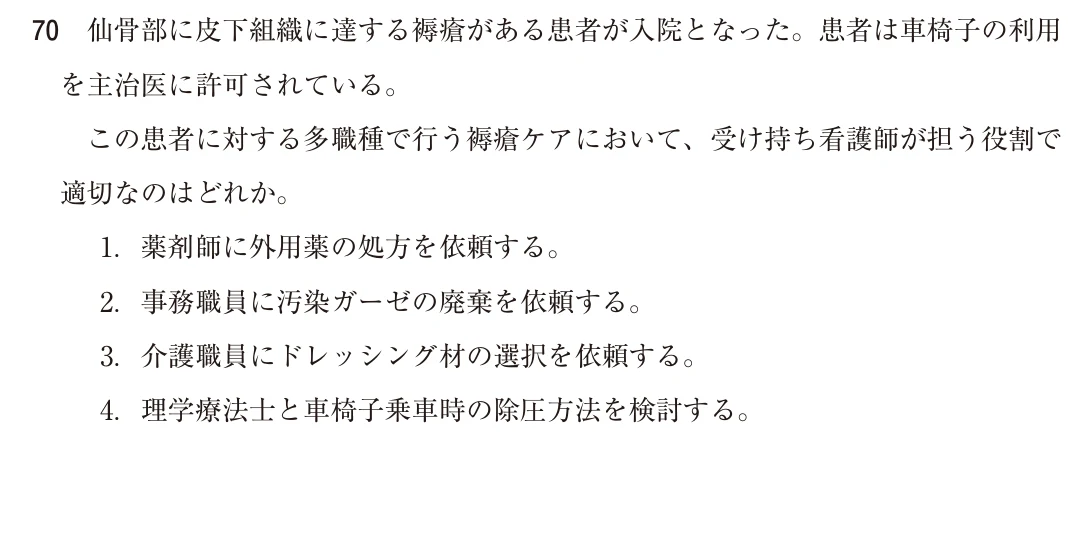 70 仙骨部に皮下組織に達する褥瘡がある患者が入院となった。患者は車椅子の利用
を主治医に許可されている。
この患者に対する多職種で行う褥瘡ケアにおいて、受け持ち看護師が担う役割で
適切なのはどれか。
1. 薬剤師に外用薬の処方を依頼する。
2. 事務職員に汚染ガーゼの廃棄を依頼する。
3. 介護職員にドレッシング材の選択を依頼する。
4. 理学療法士と車椅子乗車時の除圧方法を検討する。